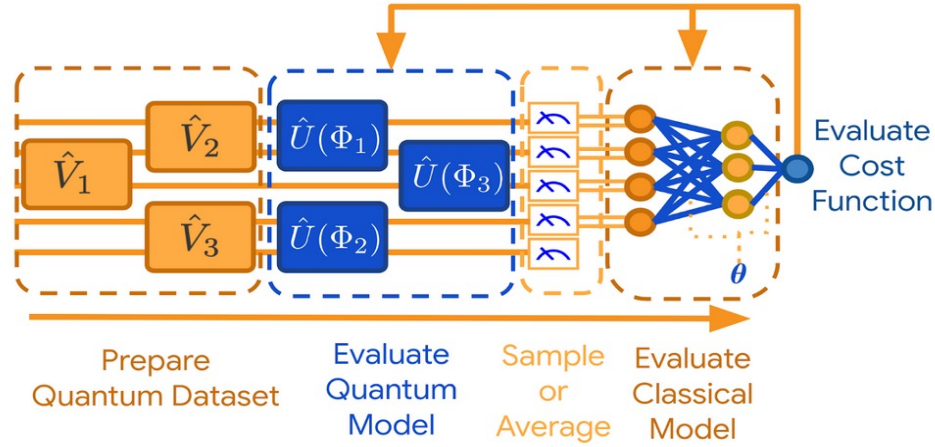 V̂₁
V̂₂
V̂₃
Û(Φ₁)
Û(Φ₂)
Û(Φ₃)
θ
Evaluate
Cost
Function
Prepare
Quantum Dataset
Evaluate
Quantum
Model
Sample
or
Average
Evaluate
Classical
Model